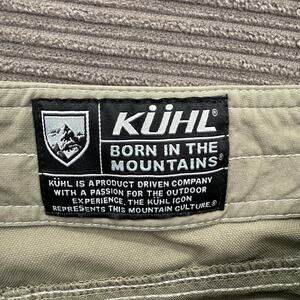 KÜHL®
BORN IN THE
MOUNTAINS®
KÜHL IS A PRODUCT DRIVEN COMPANY
WITH A PASSION FOR THE OUTDOOR
EXPERIENCE, THE KÜHL ICON
REPRESENTS THIS MOUNTAIN CULTURE®